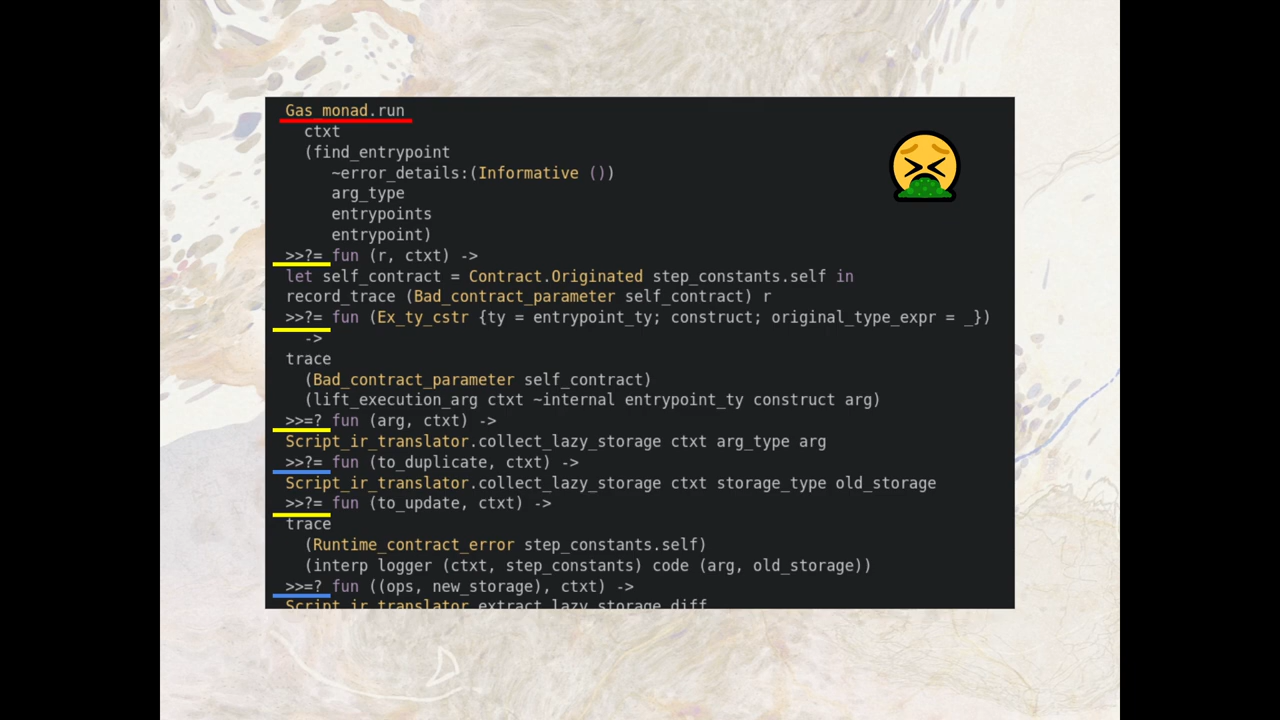 Gas_monad.run
ctxt
(find_entrypoint
~error_details:(Informative ())
arg_type
entrypoints
entrypoint)
>>?= fun (r, ctxt) ->
let self_contract = Contract.Originated step_constants.self in
record_trace (Bad_contract_parameter self_contract) r
>>?= fun (Ex_ty_cstr {ty = entrypoint_ty; construct; original_type_expr = _})
->
trace
(Bad_contract_parameter self_contract)
(lift_execution_arg ctxt ~internal entrypoint_ty construct arg)
>>=? fun (arg, ctxt) ->
Script_ir_translator.collect_lazy_storage ctxt arg_type arg
>>?= fun (to_duplicate, ctxt) ->
Script_ir_translator.collect_lazy_storage ctxt storage_type old_storage
>>?= fun (to_update, ctxt) ->
trace
(Runtime_contract_error step_constants.self)
(interp logger (ctxt, step_constants) code (arg, old_storage))
>>=? fun ((ops, new_storage), ctxt) ->
Script_ir_translator.extract_lazy_storage_diff